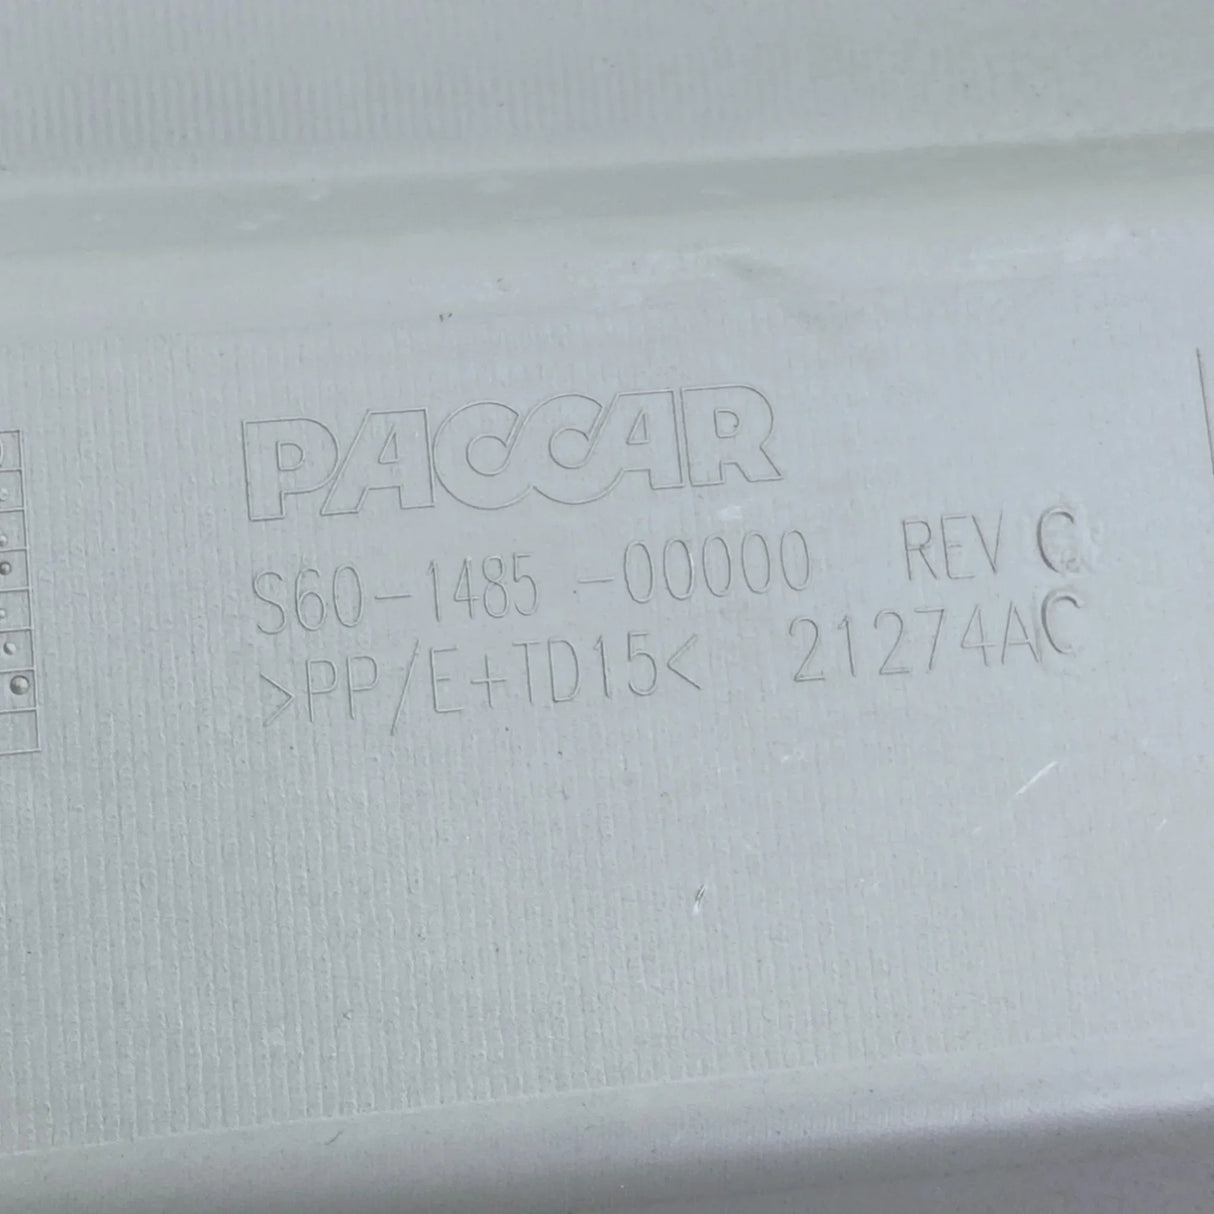 PACCAR
S60-1485-00000 REV C
>PP/E+TD15< 21274AC